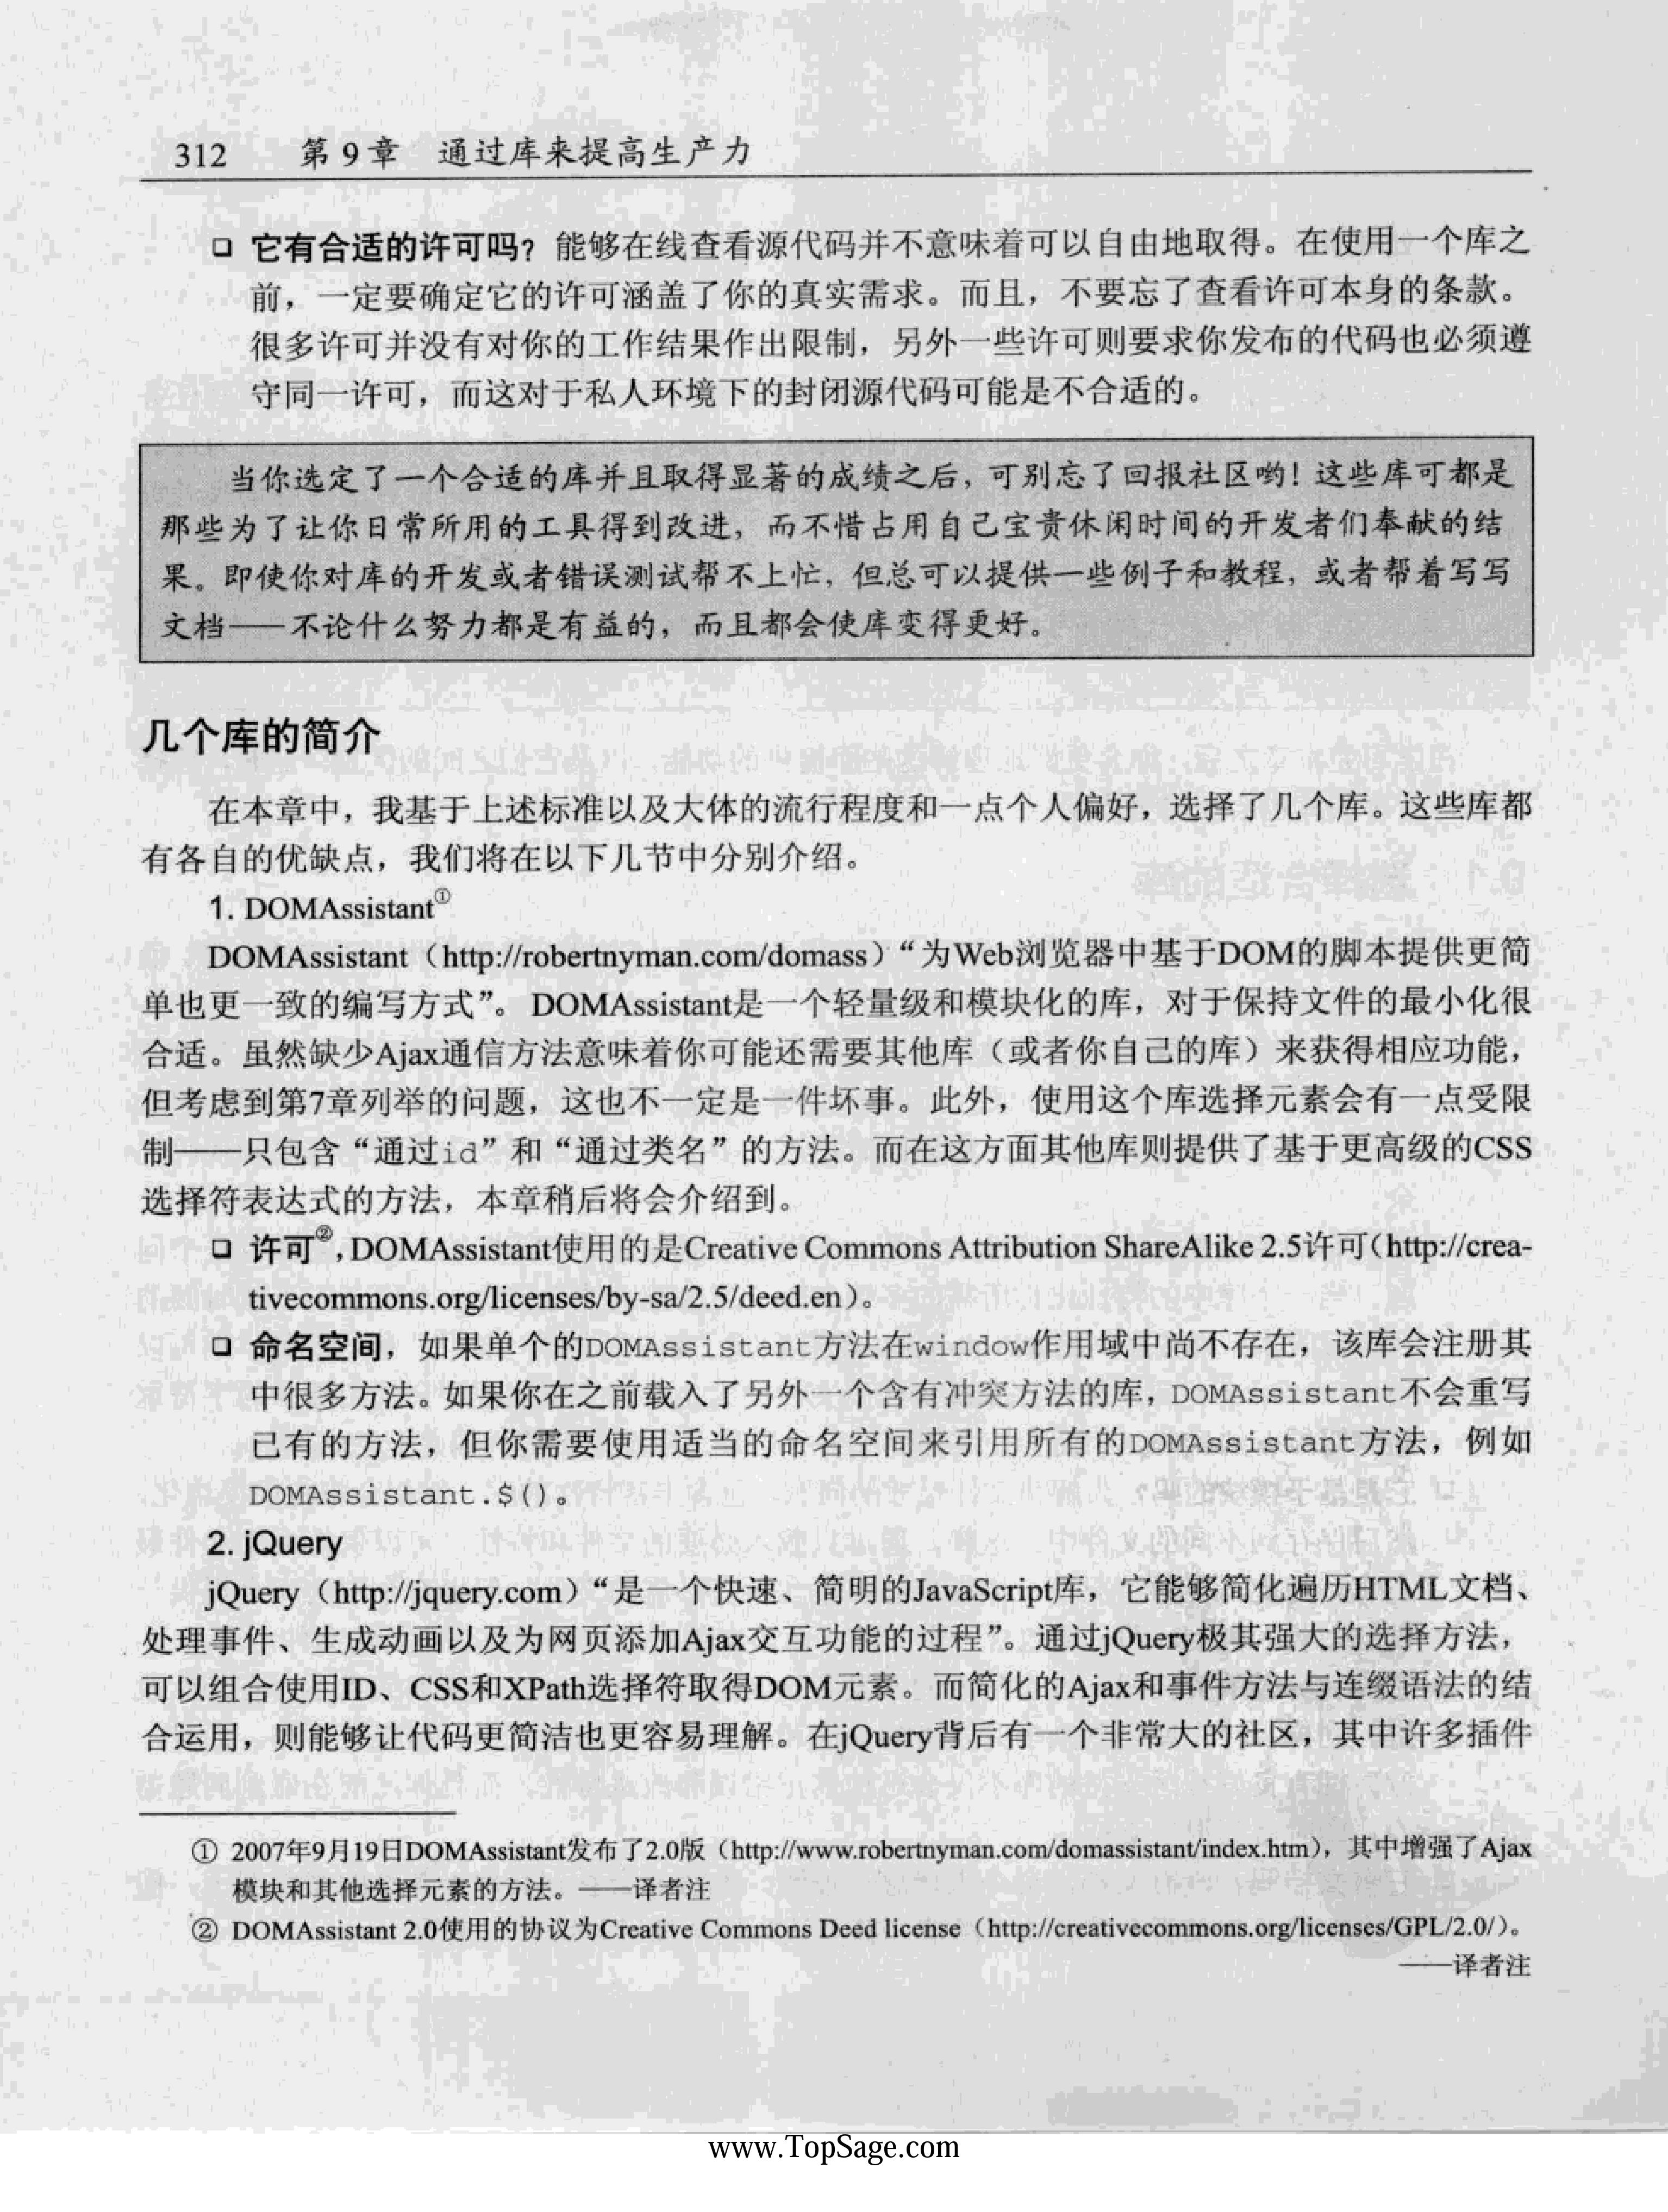 312 第9章 通过库来提高生产力
❑ 它有合适的许可吗？能够在线查看源代码并不意味着可以自由地取得。在使用一个库之
前，一定要确定它的许可涵盖了你的真实需求。而且，不要忘了查看许可本身的条款。
很多许可并没有对你的工作结果作出限制，另外一些许可则要求你发布的代码也必须遵
守同一许可，而这对于私人环境下的封闭源代码可能是不合适的。
当你选定了一个合适的库并且取得显著的成绩之后，可别忘了回报社区哟！这些库可都是
那些为了让你日常所用的工具得到改进，而不惜占用自己宝贵休闲时间的开发者们奉献的结
果。即使你对库的开发或者错误测试帮不上忙，但总可以提供一些例子和教程，或者帮着写写
文档——不论什么努力都是有益的，而且都会使库变得更好。
几个库的简介
在本章中，我基于上述标准以及大体的流行程度和一点个人偏好，选择了几个库。这些库都
有各自的优缺点，我们将在以下几节中分别介绍。
1. DOMAssistant①
DOMAssistant（http://robertnyman.com/domass）“为Web浏览器中基于DOM的脚本提供更简
单也更一致的编写方式”。DOMAssistant是一个轻量级和模块化的库，对于保持文件的最小化很
合适。虽然缺少Ajax通信方法意味着你可能还需要其他库（或者你自己的库）来获得相应功能，
但考虑到第7章列举的问题，这也不一定是一件坏事。此外，使用这个库选择元素会有一点受限
制——只包含“通过id”和“通过类名”的方法。而在这方面其他库则提供了基于更高级的CSS
选择符表达式的方法，本章稍后将会介绍到。
❑ 许可②，DOMAssistant使用的是Creative Commons Attribution ShareAlike 2.5许可（http://crea-
tivecommons.org/licenses/by-sa/2.5/deed.en）。
❑ 命名空间，如果单个的DOMAssistant方法在window作用域中尚不存在，该库会注册其
中很多方法。如果你在之前载入了另外一个含有冲突方法的库，DOMAssistant不会重写
已有的方法，但你需要使用适当的命名空间来引用所有的DOMAssistant方法，例如
DOMAssistant.$()。
2. jQuery
jQuery（http://jquery.com）“是一个快速、简明的JavaScript库，它能够简化遍历HTML文档、
处理事件、生成动画以及为网页添加Ajax交互功能的过程”。通过jQuery极其强大的选择方法，
可以组合使用ID、CSS和XPath选择符取得DOM元素。而简化的Ajax和事件方法与连缀语法的结
合运用，则能够让代码更简洁也更容易理解。在jQuery背后有一个非常大的社区，其中许多插件
① 2007年9月19日DOMAssistant发布了2.0版（http://www.robertnyman.com/domassistant/index.htm），其中增强了Ajax
模块和其他选择元素的方法。——译者注
② DOMAssistant 2.0使用的协议为Creative Commons Deed license（http://creativecommons.org/licenses/GPL/2.0/）。
——译者注
www.TopSage.com